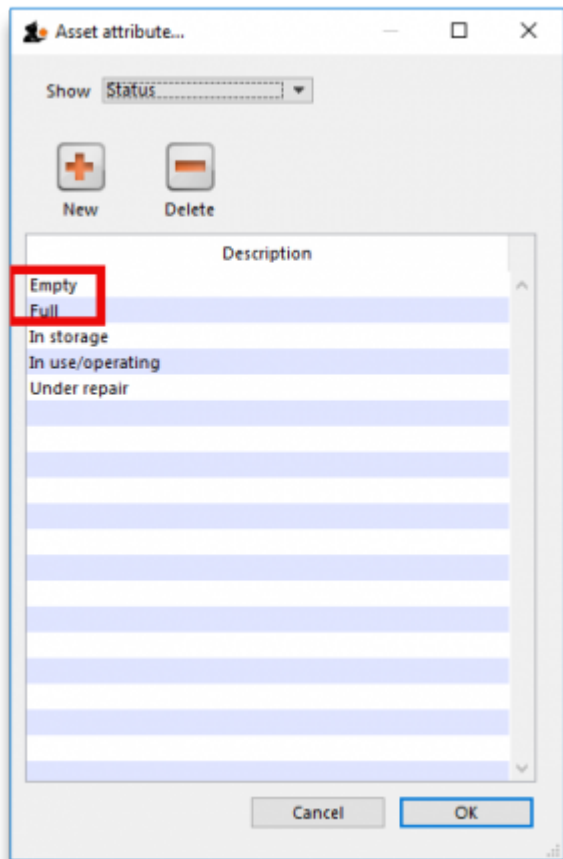 Asset attribute...
Show Status
New Delete
Description
Empty
Full
In storage
In use/operating
Under repair
Cancel OK